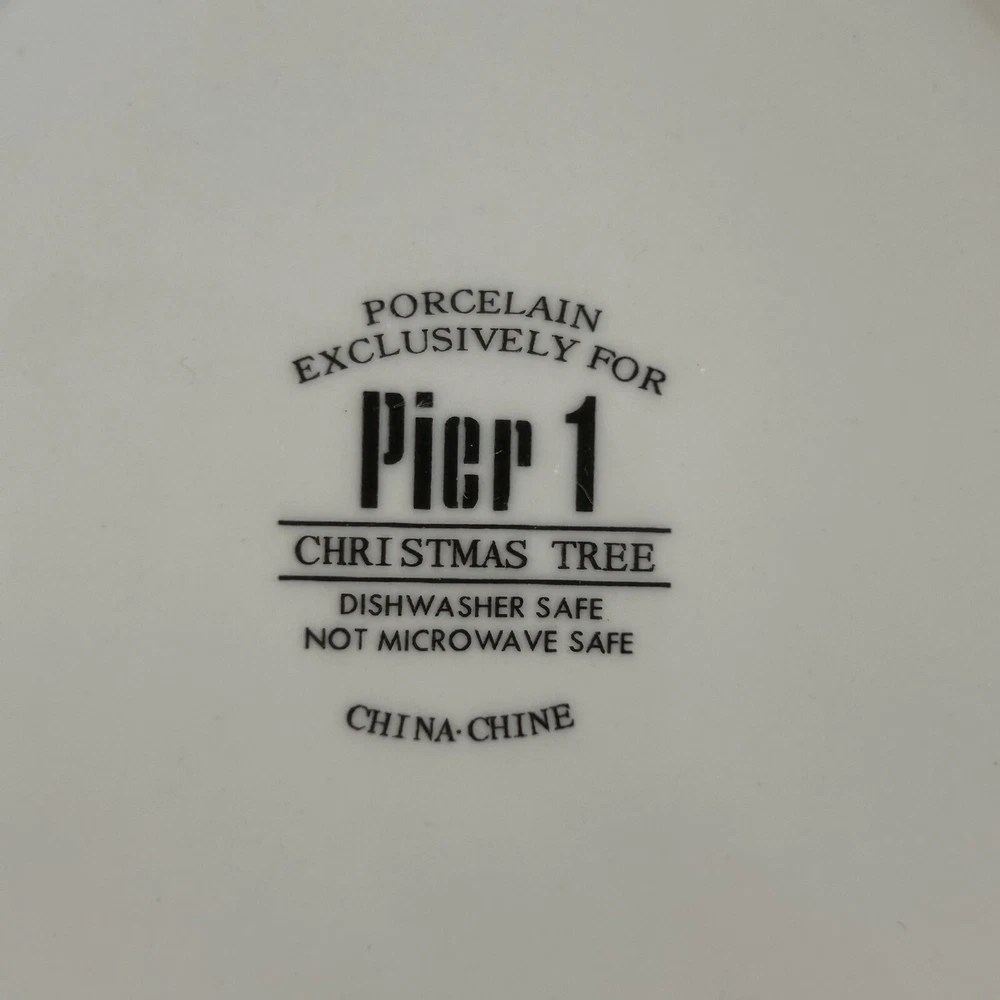 PORCELAIN
EXCLUSIVELY FOR
Pier 1
CHRISTMAS TREE
DISHWASHER SAFE
NOT MICROWAVE SAFE
CHINA·CHINE